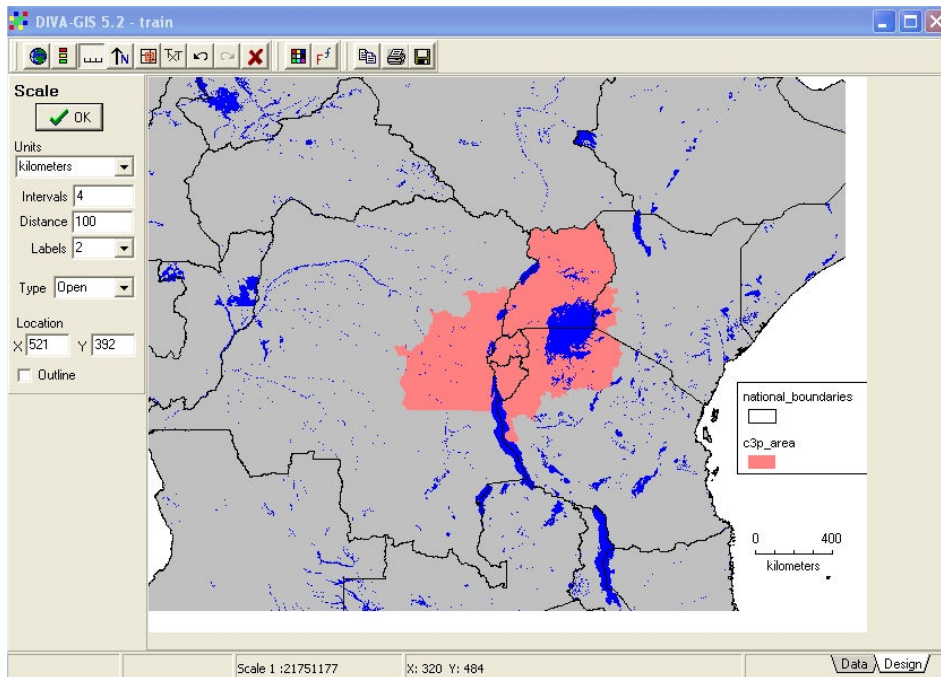 DIVA-GIS 5.2 - train
N
TXT
F f
Scale
OK
Units
kilometers
Intervals 4
Distance 100
Labels 2
Type Open
Location
X 521 Y 392
Outline
national_boundaries
c3p_area
0 400
kilometers
Scale 1 :21751177
X: 320 Y: 484
Data Design